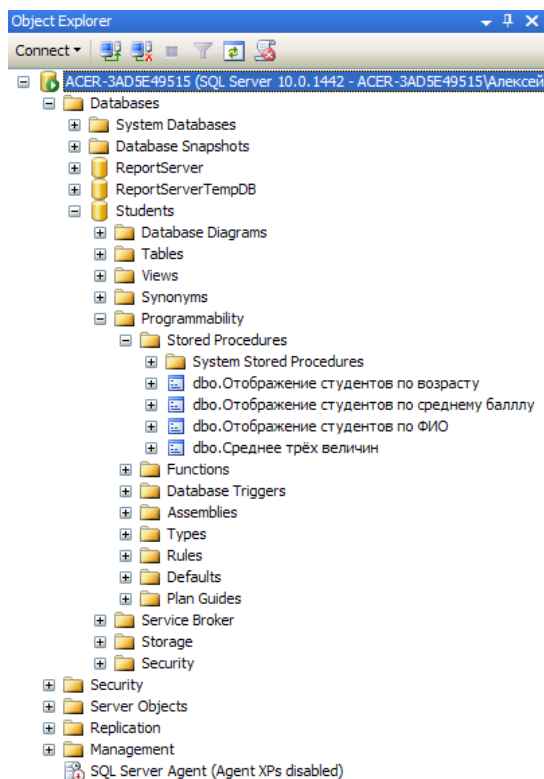 Object Explorer
Connect
ACER-3AD5E49515 (SQL Server 10.0.1442 - ACER-3AD5E49515\Алексей
Databases
System Databases
Database Snapshots
ReportServer
ReportServerTempDB
Students
Database Diagrams
Tables
Views
Synonyms
Programmability
Stored Procedures
System Stored Procedures
dbo.Отображение студентов по возрасту
dbo.Отображение студентов по среднему балллу
dbo.Отображение студентов по ФИО
dbo.Среднее трёх величин
Functions
Database Triggers
Assemblies
Types
Rules
Defaults
Plan Guides
Service Broker
Storage
Security
Security
Server Objects
Replication
Management
SQL Server Agent (Agent XPs disabled)